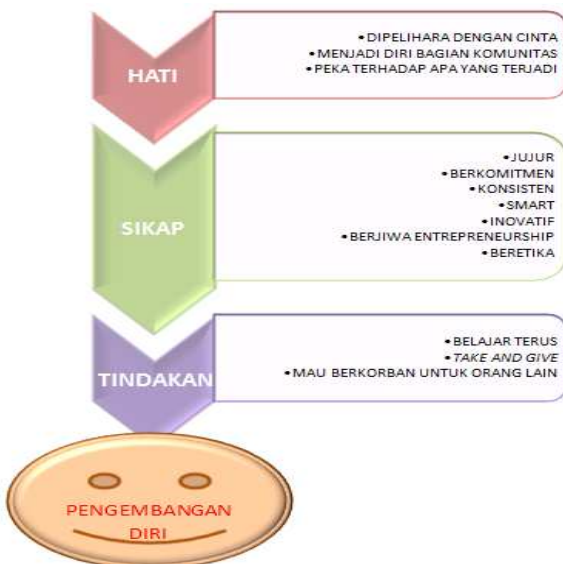 HATI
• DIPELIHARA DENGAN CINTA
• MENJADI DIRI BAGIAN KOMUNITAS
• PEKA TERHADAP APA YANG TERJADI
SIKAP
• JUJUR
• BERKOMITMEN
• KONSISTEN
• SMART
• INOVATIF
• BERJIWA ENTREPRENEURSHIP
• BERETIKA
TINDAKAN
• BELAJAR TERUS
• TAKE AND GIVE
• MAU BERKORBAN UNTUK ORANG LAIN
PENGEMBANGAN
DIRI